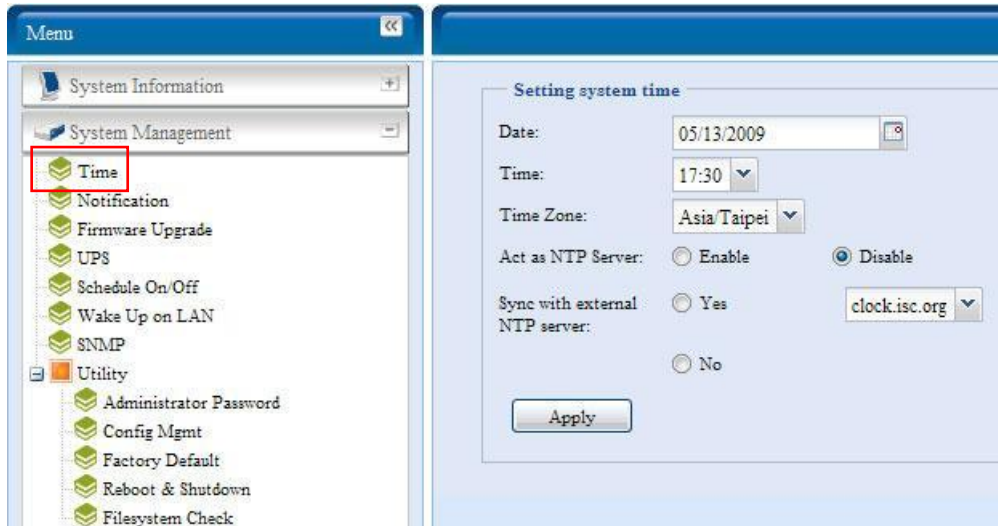 Menu
System Information
System Management
Time
Notification
Firmware Upgrade
UPS
Schedule On/Off
Wake Up on LAN
SNMP
Utility
Administrator Password
Config Mgmt
Factory Default
Reboot & Shutdown
Filesystem Check
Setting system time
Date: 05/13/2009
Time: 17:30
Time Zone: Asia/Taipei
Act as NTP Server: Enable Disable
Sync with external Yes clock.isc.org
NTP server:
No
Apply